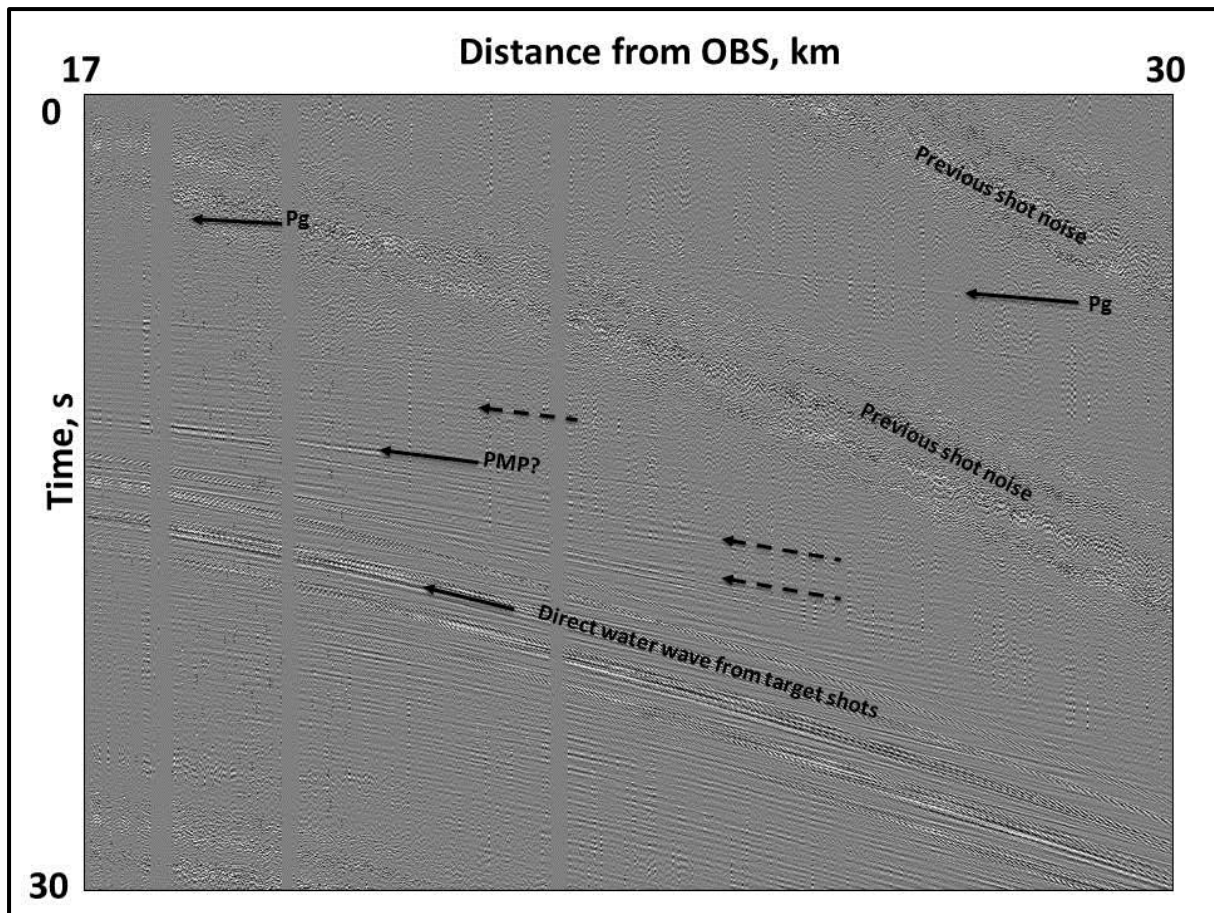 Distance from OBS, km
17
30
0
Previous shot noise
Pg
Pg
Previous shot noise
PMP?
Time, s
Direct water wave from target shots
30